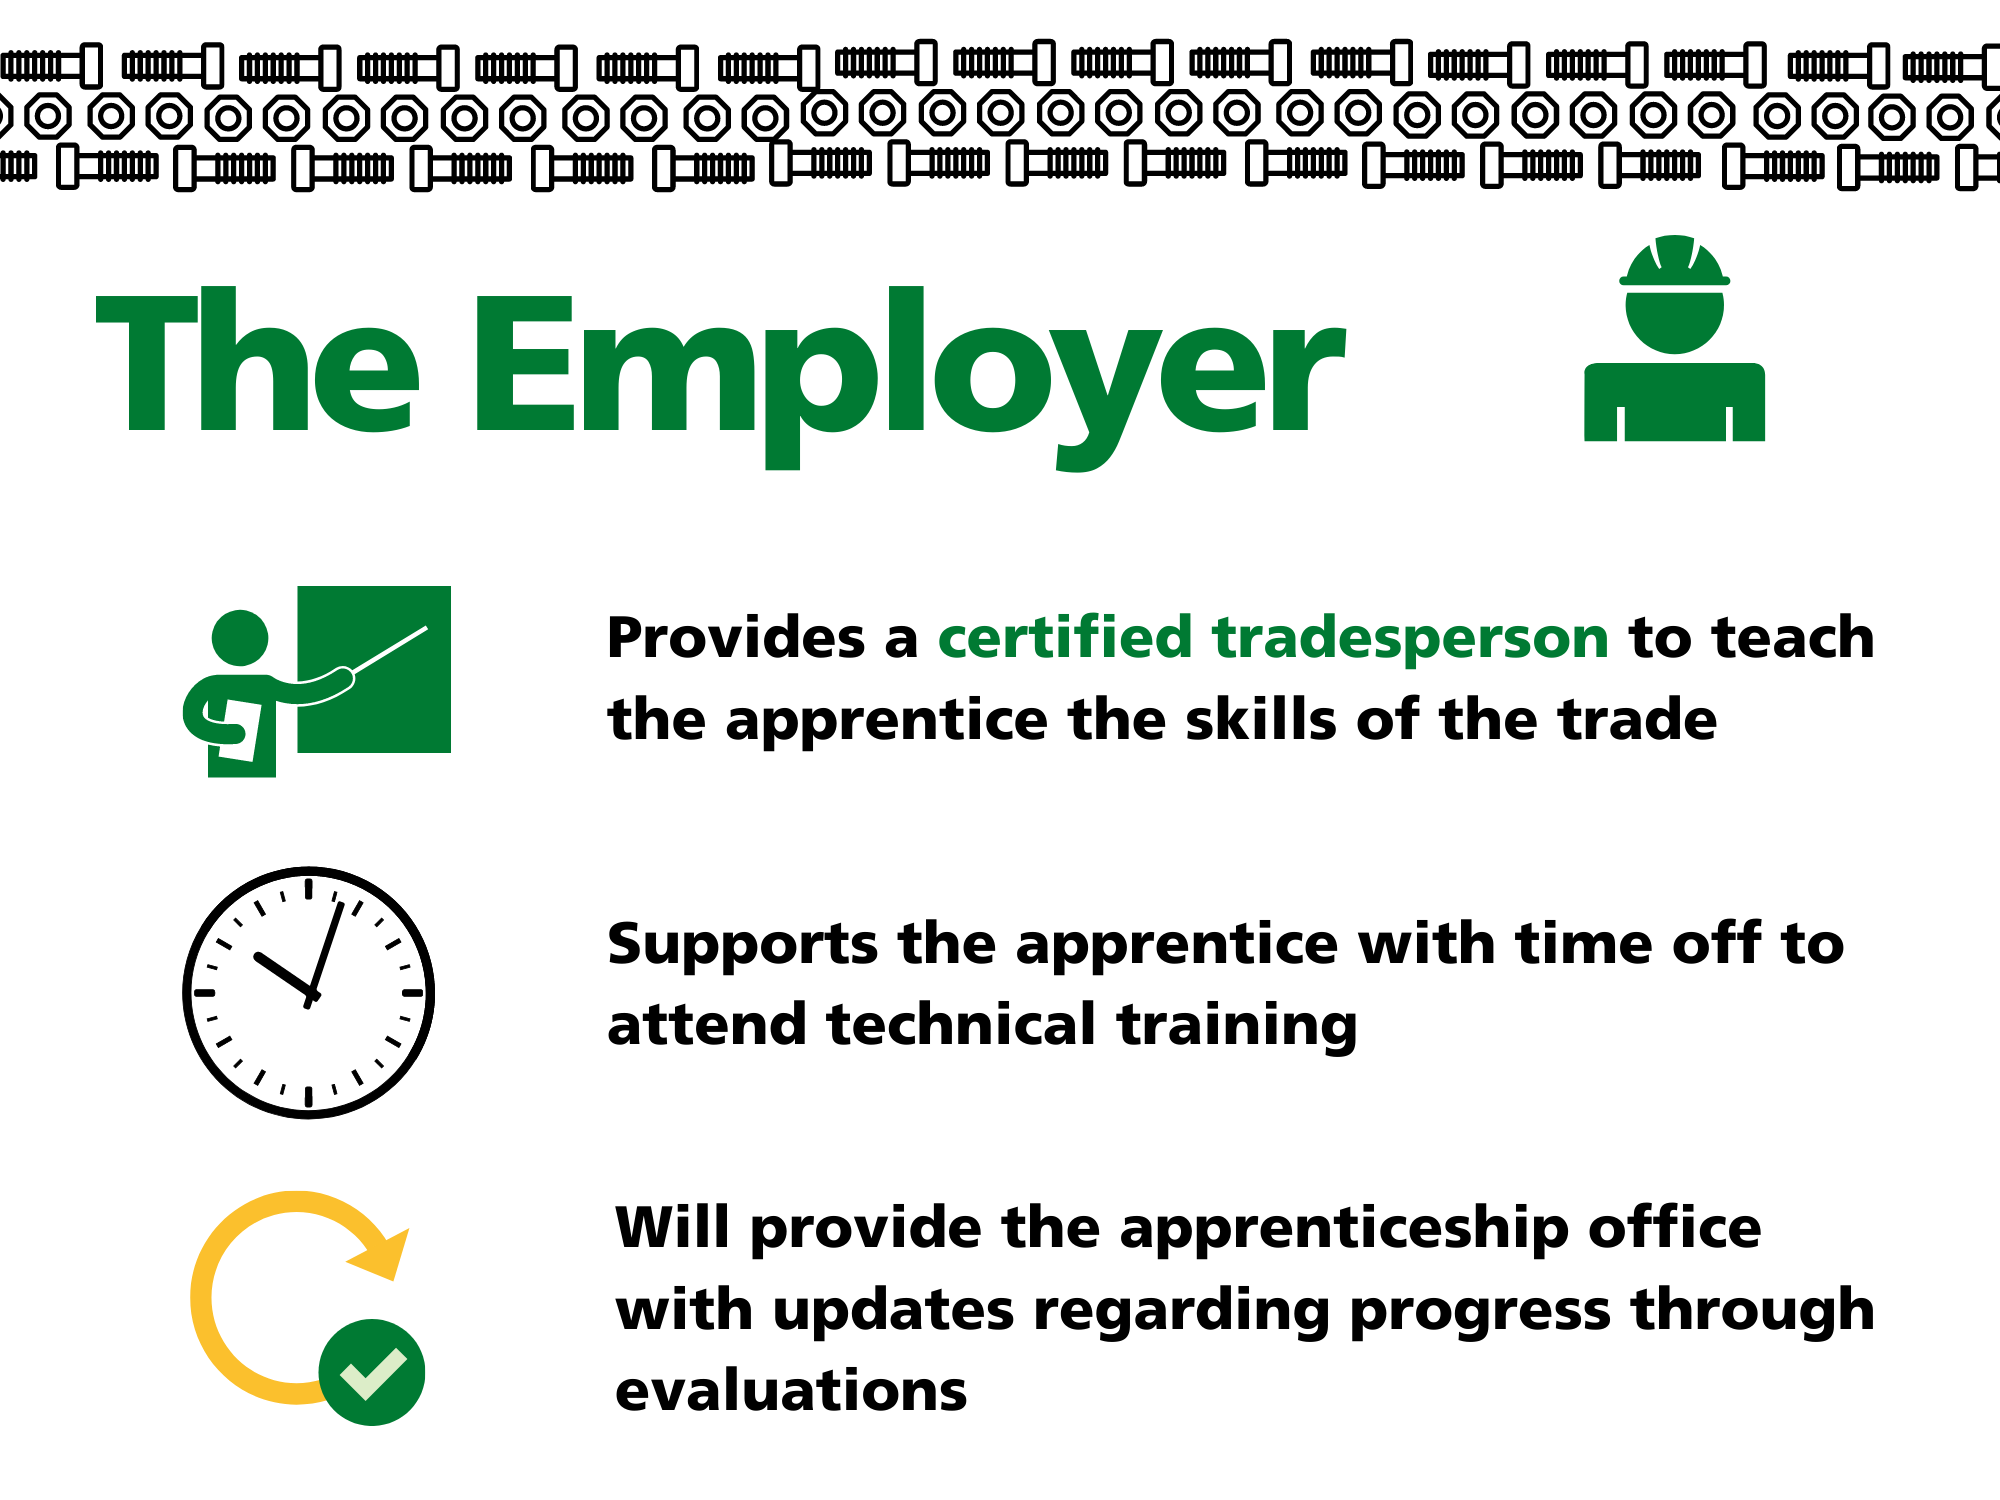 The Employer
Provides a certified tradesperson to teach
the apprentice the skills of the trade
Supports the apprentice with time off to
attend technical training
Will provide the apprenticeship office
with updates regarding progress through
evaluations